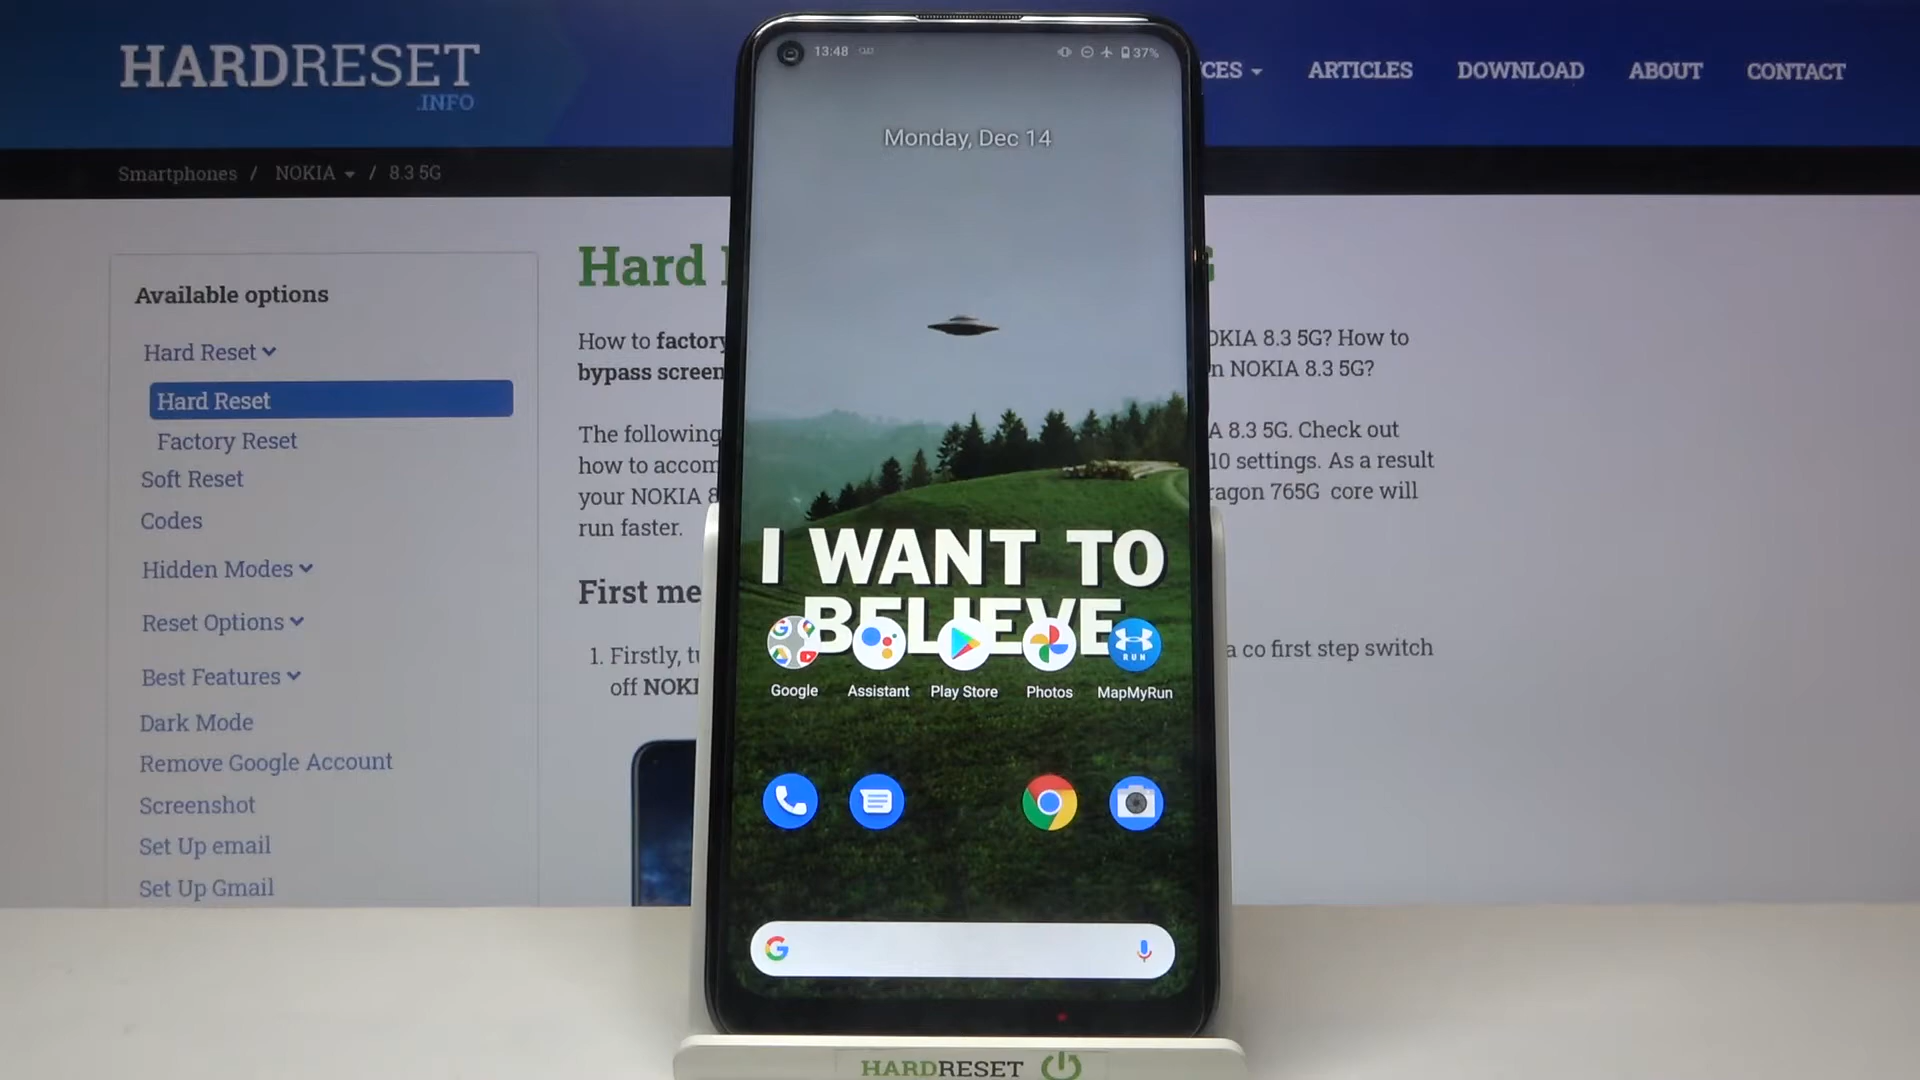 HARDRESET
.INFO
CES ARTICLES DOWNLOAD ABOUT CONTACT
Smartphones / NOKIA / 8.3 5G
Available options
Hard Reset
Hard Reset
Factory Reset
Soft Reset
Codes
Hidden Modes
Reset Options
Best Features
Dark Mode
Remove Google Account
Screenshot
Set Up email
Set Up Gmail
Hard
G
How to factory
OKIA 8.3 5G? How to
bypass screen
n NOKIA 8.3 5G?
The following
A 8.3 5G. Check out
how to accom
10 settings. As a result
your NOKIA 8
ragon 765G core will
run faster.
First me
1. Firstly, tu
a co first step switch
off NOKI
13:48
37%
Monday, Dec 14
I WANT TO
BELIEVE
RUN
Google Assistant Play Store Photos MapMyRun
HARDRESET